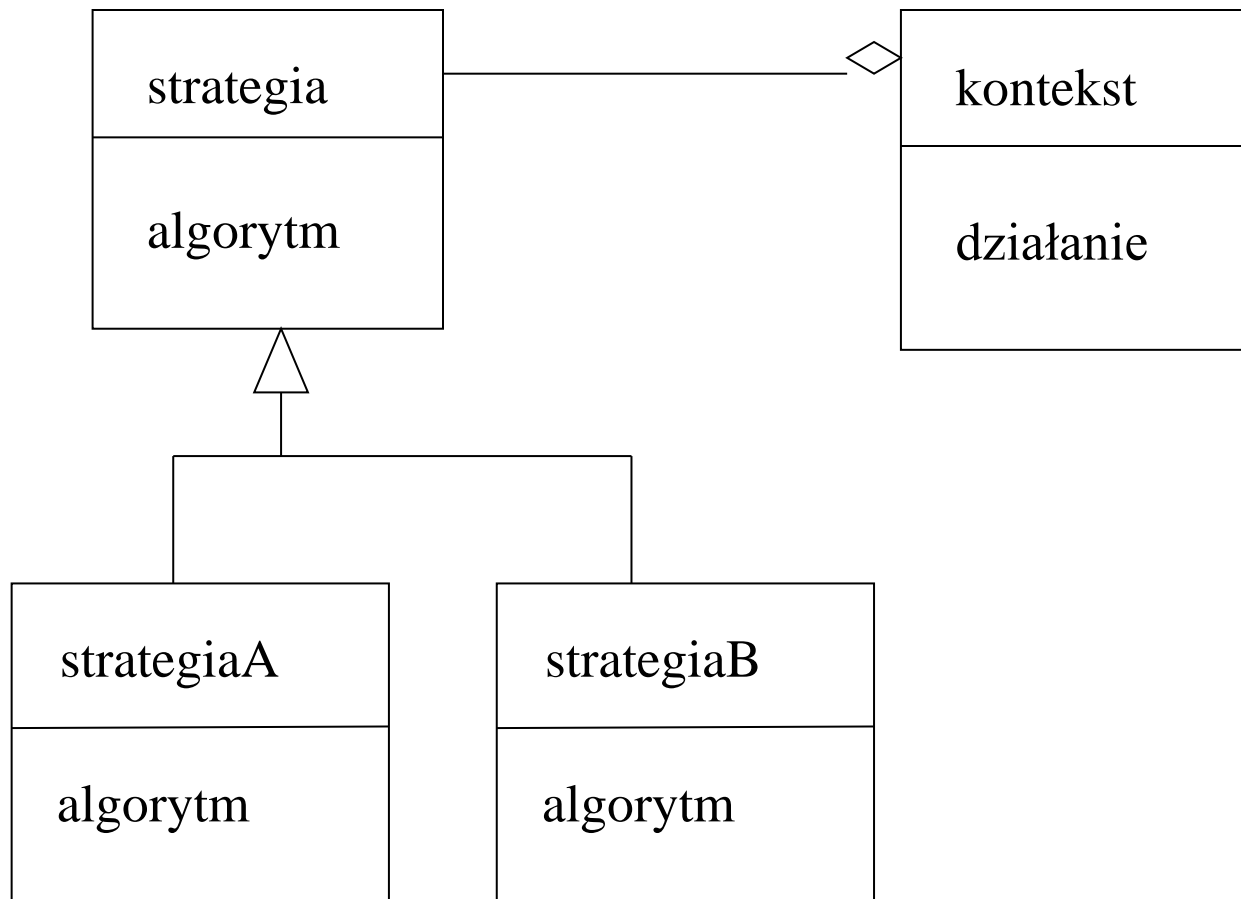 strategia
algorytm
kontekst
działanie
strategiaA
algorytm
strategiaB
algorytm